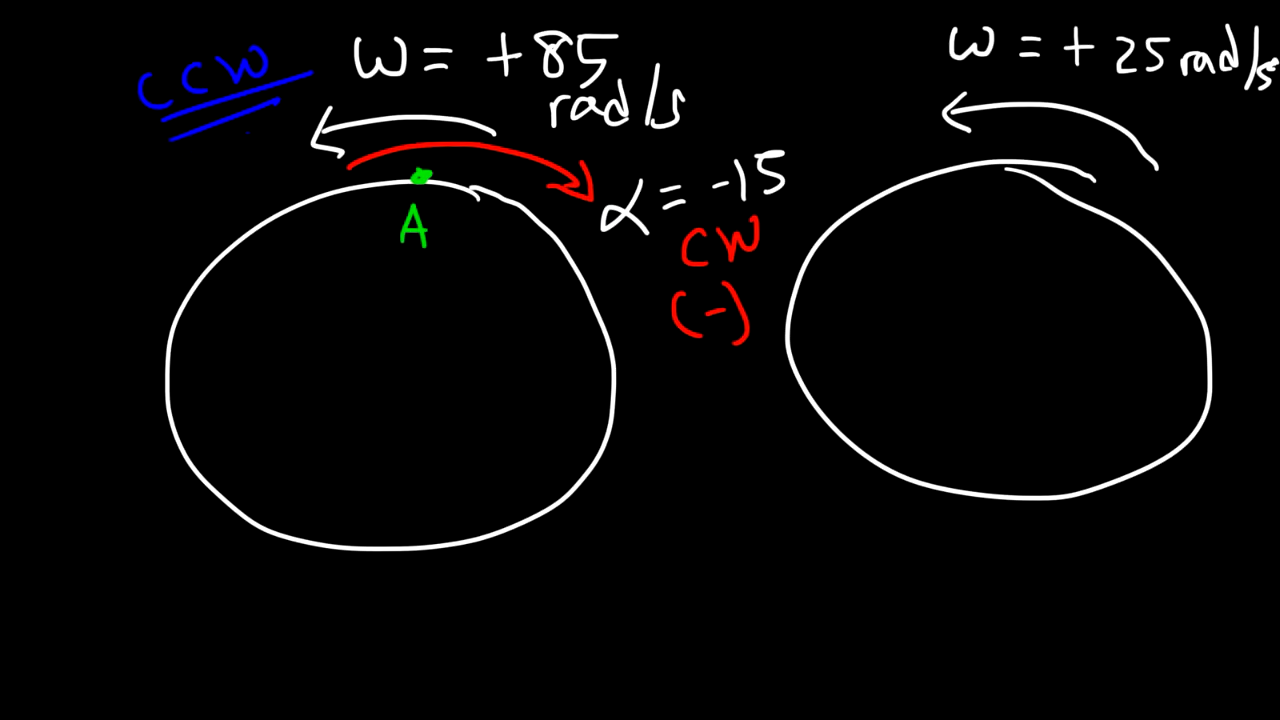 CCW
ω = +85
rad/s
α = -15
CW
(-)
A
ω = + 25 rad/s